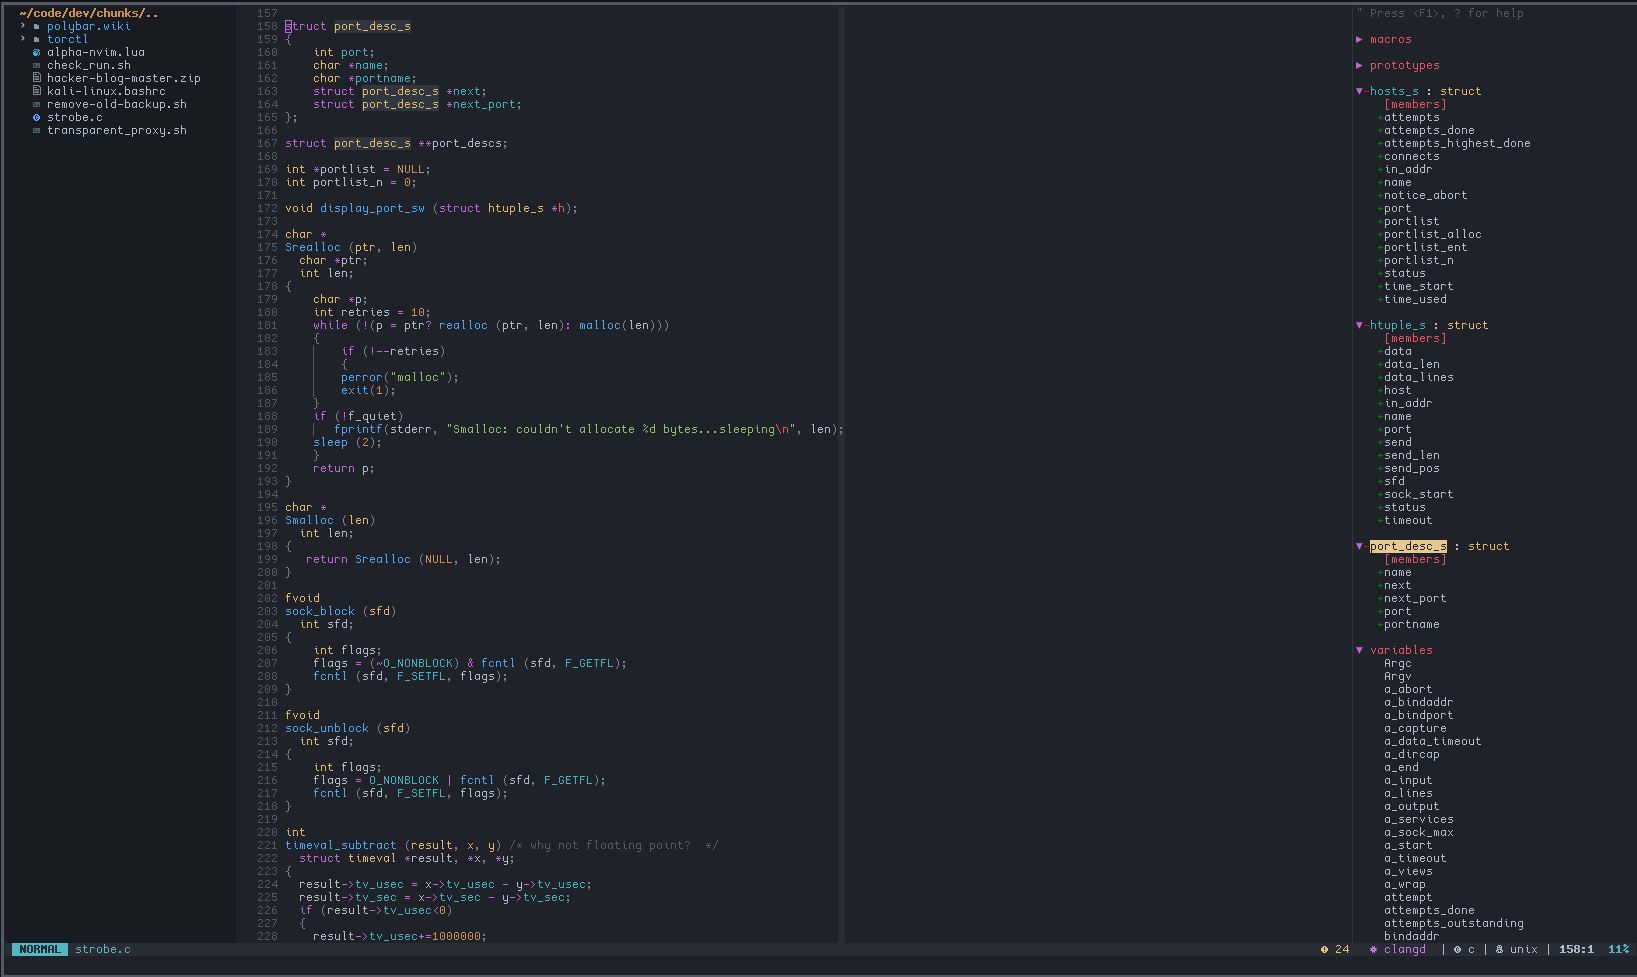 ~/code/dev/chunks/..
polybar.wiki
torctl
alpha-nvim.lua
check_run.sh
hacker-blog-master.zip
kali-linux.bashrc
remove-old-backup.sh
strobe.c
transparent_proxy.sh
157
158 struct port_desc_s
159 {
160     int port;
161     char *name;
162     char *portname;
163     struct port_desc_s *next;
164     struct port_desc_s *next_port;
165 };
166
167 struct port_desc_s **port_descs;
168
169 int *portlist = NULL;
170 int portlist_n = 0;
171
172 void display_port_sw (struct htuple_s *h);
173
174 char *
175 Srealloc (ptr, len)
176   char *ptr;
177   int len;
178 {
179     char *p;
180     int retries = 10;
181     while (!(p = ptr? realloc (ptr, len): malloc(len)))
182     {
183         if (!--retries)
184         {
185         perror("malloc");
186         exit(1);
187     }
188     if (!f_quiet)
189        fprintf(stderr, "Smalloc: couldn't allocate %d bytes...sleeping\n", len);
190     sleep (2);
191     }
192     return p;
193 }
194
195 char *
196 Smalloc (len)
197   int len;
198 {
199    return Srealloc (NULL, len);
200 }
201
202 fvoid
203 sock_block (sfd)
204   int sfd;
205 {
206     int flags;
207     flags = (~O_NONBLOCK) & fcntl (sfd, F_GETFL);
208     fcntl (sfd, F_SETFL, flags);
209 }
210
211 fvoid
212 sock_unblock (sfd)
213   int sfd;
214 {
215     int flags;
216     flags = O_NONBLOCK | fcntl (sfd, F_GETFL);
217     fcntl (sfd, F_SETFL, flags);
218 }
219
220 int
221 timeval_subtract (result, x, y) /* why not floating point?  */
222   struct timeval *result, *x, *y;
223 {
224   result->tv_usec = x->tv_usec - y->tv_usec;
225   result->tv_sec = x->tv_sec - y->tv_sec;
226   if (result->tv_usec<0)
227   {
228     result->tv_usec+=1000000;
" Press <F1>, ? for help
▶ macros
▶ prototypes
▼-hosts_s : struct
[members]
+attempts
+attempts_done
+attempts_highest_done
+connects
+in_addr
+name
+notice_abort
+port
+portlist
+portlist_alloc
+portlist_ent
+portlist_n
+status
+time_start
+time_used
▼-htuple_s : struct
[members]
+data
+data_len
+data_lines
+host
+in_addr
+name
+port
+send
+send_len
+send_pos
+sfd
+sock_start
+status
+timeout
▼-port_desc_s : struct
[members]
+name
+next
+next_port
+port
+portname
▼ variables
Argc
Argv
a_abort
a_bindaddr
a_bindport
a_capture
a_data_timeout
a_dircap
a_end
a_input
a_lines
a_output
a_services
a_sock_max
a_start
a_timeout
a_views
a_wrap
attempt
attempts_done
attempts_outstanding
bindaddr
NORMAL strobe.c 24 clangd | c | unix | 158:1 11%